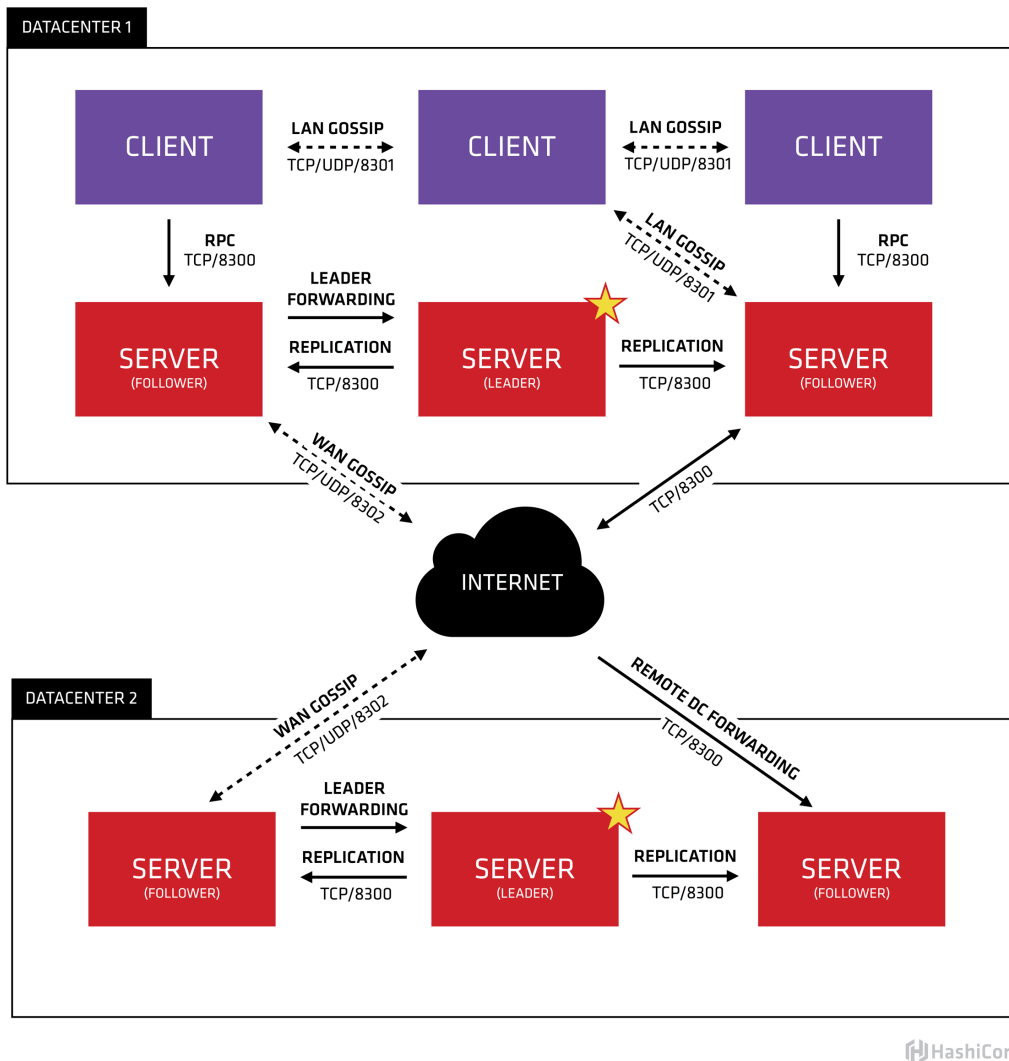 DATACENTER 1
CLIENT
LAN GOSSIP
TCP/UDP/8301
CLIENT
LAN GOSSIP
TCP/UDP/8301
CLIENT
RPC
TCP/8300
LAN GOSSIP
TCP/UDP/8301
RPC
TCP/8300
SERVER
(FOLLOWER)
LEADER
FORWARDING
REPLICATION
TCP/8300
SERVER
(LEADER)
REPLICATION
TCP/8300
SERVER
(FOLLOWER)
WAN GOSSIP
TCP/UDP/8302
TCP/8300
INTERNET
DATACENTER 2
WAN GOSSIP
TCP/UDP/8302
REMOTE DC FORWARDING
TCP/8300
SERVER
(FOLLOWER)
LEADER
FORWARDING
REPLICATION
TCP/8300
SERVER
(LEADER)
REPLICATION
TCP/8300
SERVER
(FOLLOWER)
HashiCor